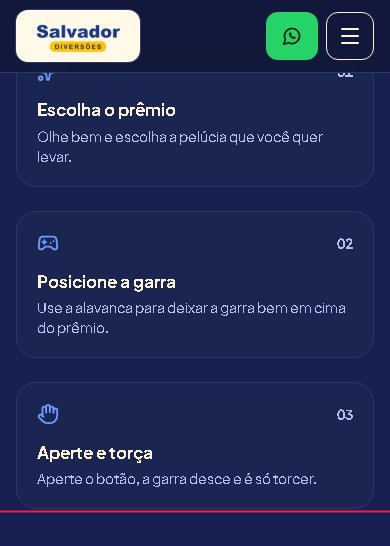 Salvador
DIVERSÕES
01
Escolha o prêmio
Olhe bem e escolha a pelúcia que você quer
levar.
02
Posicione a garra
Use a alavanca para deixar a garra bem em cima
do prêmio.
03
Aperte e torça
Aperte o botão, a garra desce e é só torcer.